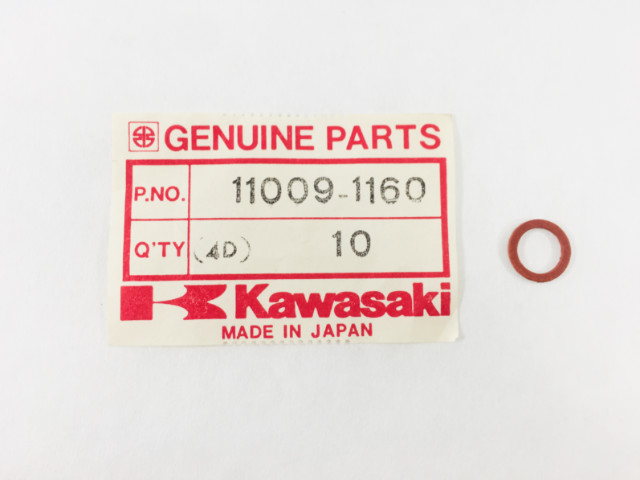 GENUINE PARTS
P.NO. 11009-1160
Q'TY (4D) 10
Kawasaki
MADE IN JAPAN